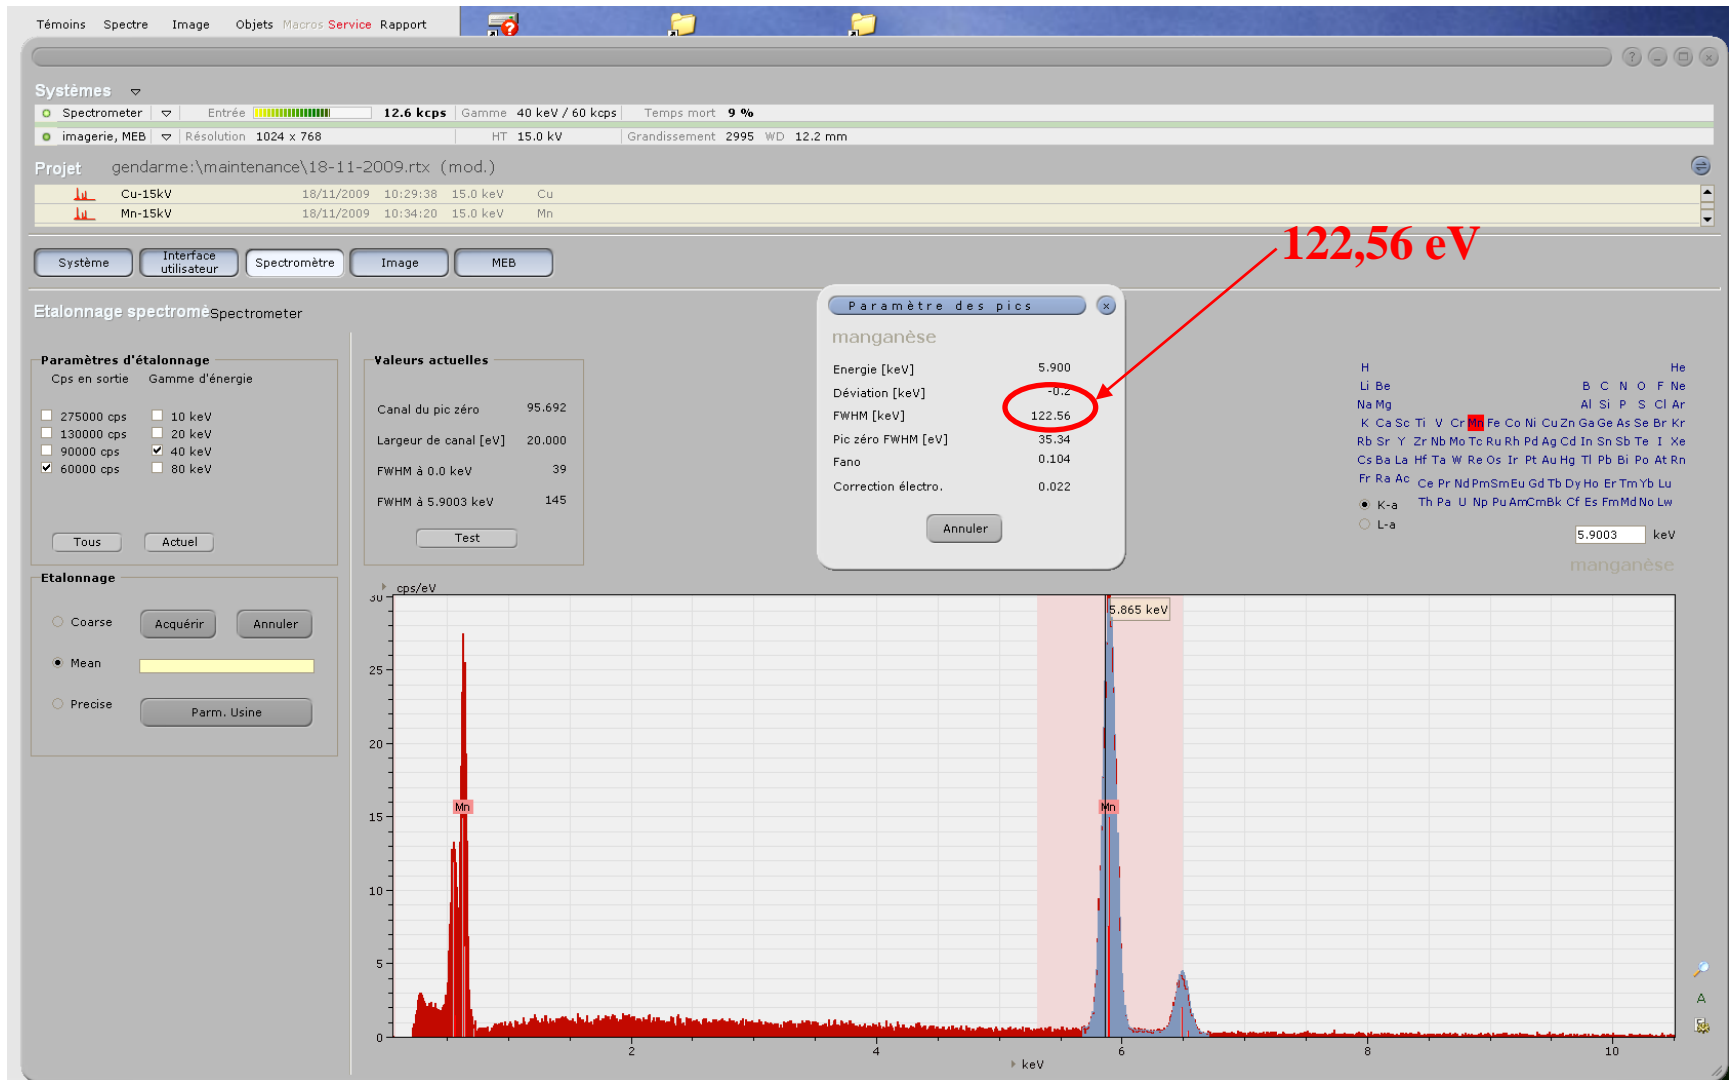 Témoins Spectre Image Objets Macros Service Rapport
Systèmes
Spectrometer Entrée 12.6 kcps Gamme 40 keV / 60 kcps Temps mort 9 %
imagerie, MEB Résolution 1024 x 768 HT 15.0 kV Grandissement 2995 WD 12.2 mm
Projet gendarme:\maintenance\18-11-2009.rtx (mod.)
Cu-15kV 18/11/2009 10:29:38 15.0 keV Cu
Mn-15kV 18/11/2009 10:34:20 15.0 keV Mn
122,56 eV
Système Interface utilisateur Spectromètre Image MEB
Etalonnage spectromè Spectrometer
Paramètres d'étalonnage
Cps en sortie Gamme d'énergie
275000 cps 10 keV
130000 cps 20 keV
90000 cps 40 keV
60000 cps 80 keV
Tous Actuel
Valeurs actuelles
Canal du pic zéro 95.692
Largeur de canal [eV] 20.000
FWHM à 0.0 keV 39
FWHM à 5.9003 keV 145
Test
Paramètre des pics
manganèse
Energie [keV] 5.900
Déviation [keV] -0.2
FWHM [keV] 122.56
Pic zéro FWHM [eV] 35.34
Fano 0.104
Correction électro. 0.022
Annuler
H He
Li Be B C N O F Ne
Na Mg Al Si P S Cl Ar
K Ca Sc Ti V Cr Mn Fe Co Ni Cu Zn Ga Ge As Se Br Kr
Rb Sr Y Zr Nb Mo Tc Ru Rh Pd Ag Cd In Sn Sb Te I Xe
Cs Ba La Hf Ta W Re Os Ir Pt Au Hg Tl Pb Bi Po At Rn
Fr Ra Ac Ce Pr Nd Pm Sm Eu Gd Tb Dy Ho Er Tm Yb Lu
K-a Th Pa U Np Pu Am Cm Bk Cf Es Fm Md No Lw
L-a
5.9003 keV
manganèse
Etalonnage
Coarse Acquérir Annuler
Mean
Precise Parm. Usine
cps/eV
30
25
20
15
10
5
0
5.865 keV
Mn Mn
2 4 6 8 10
keV
A